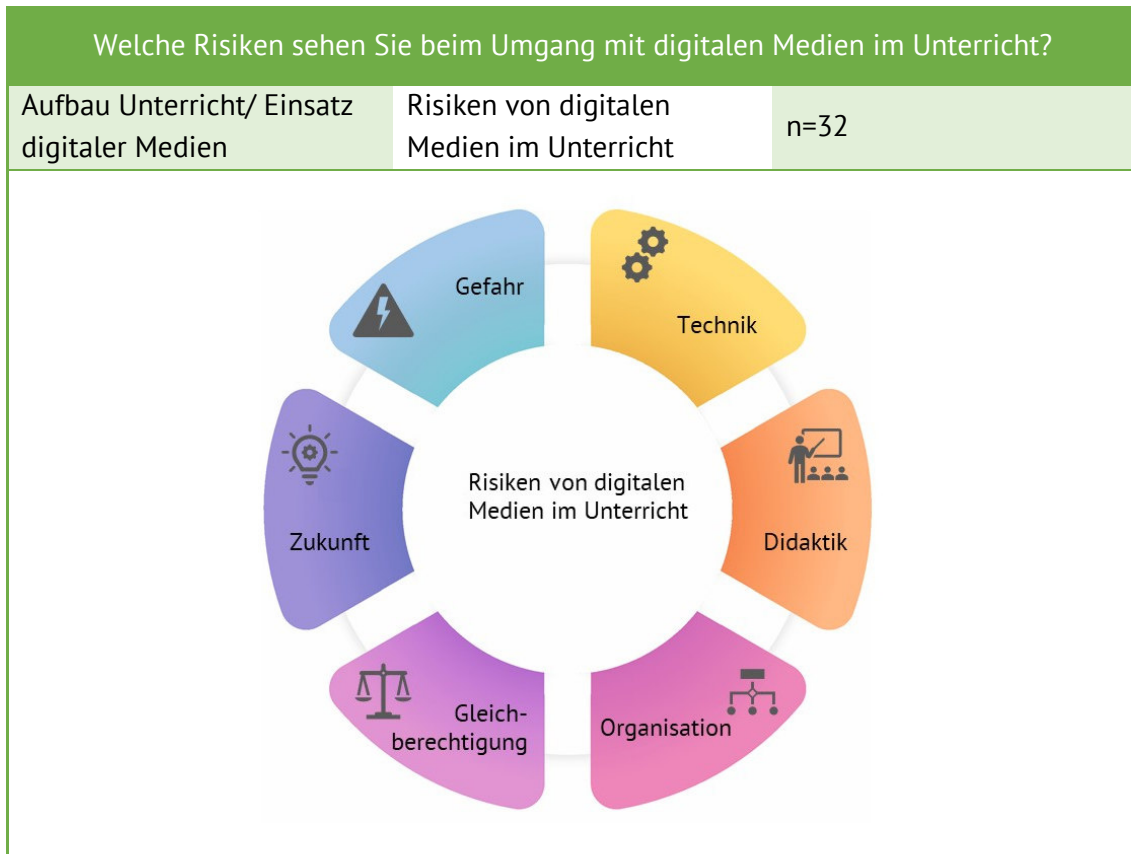 Welche Risiken sehen Sie beim Umgang mit digitalen Medien im Unterricht?
Aufbau Unterricht/ Einsatz
digitaler Medien
Risiken von digitalen
Medien im Unterricht
n=32
Gefahr
Technik
Risiken von digitalen
Medien im Unterricht
Zukunft
Didaktik
Gleich-
berechtigung
Organisation